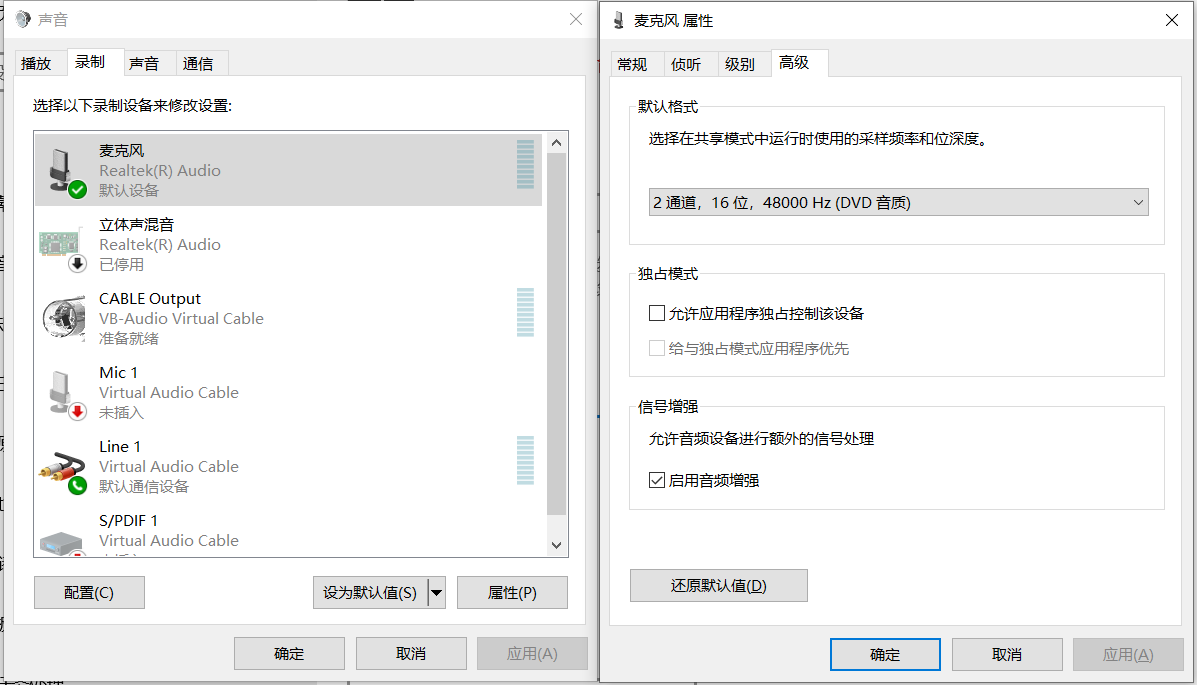 声音
播放
录制
声音
通信
选择以下录制设备来修改设置:
麦克风
Realtek(R) Audio
默认设备
立体声混音
Realtek(R) Audio
已停用
CABLE Output
VB-Audio Virtual Cable
准备就绪
Mic 1
Virtual Audio Cable
未插入
Line 1
Virtual Audio Cable
默认通信设备
S/PDIF 1
Virtual Audio Cable
配置(C)
设为默认值(S)
属性(P)
确定
取消
应用(A)
麦克风 属性
常规
侦听
级别
高级
默认格式
选择在共享模式中运行时使用的采样频率和位深度。
2 通道，16 位，48000 Hz (DVD 音质)
独占模式
允许应用程序独占控制该设备
给与独占模式应用程序优先
信号增强
允许音频设备进行额外的信号处理
启用音频增强
还原默认值(D)
确定
取消
应用(A)